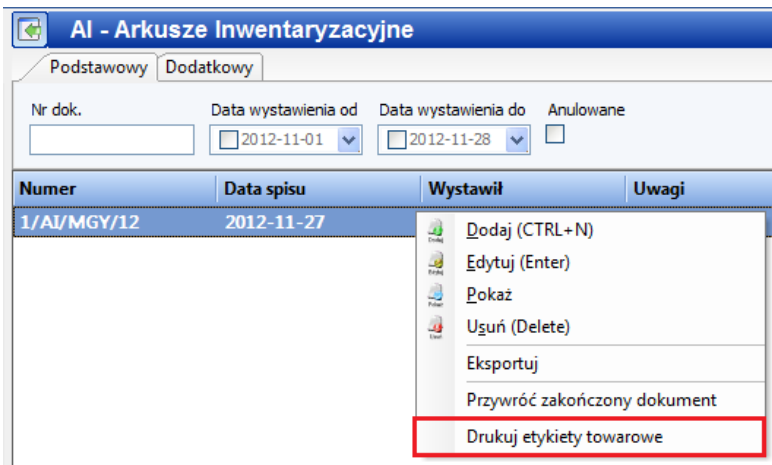 AI - Arkusze Inwentaryzacyjne
Podstawowy Dodatkowy
Nr dok. Data wystawienia od Data wystawienia do Anulowane
2012-11-01 2012-11-28
Numer Data spisu Wystawił Uwagi
1/AI/MGY/12 2012-11-27
Dodaj (CTRL+N)
Edytuj (Enter)
Pokaż
Usuń (Delete)
Eksportuj
Przywróć zakończony dokument
Drukuj etykiety towarowe